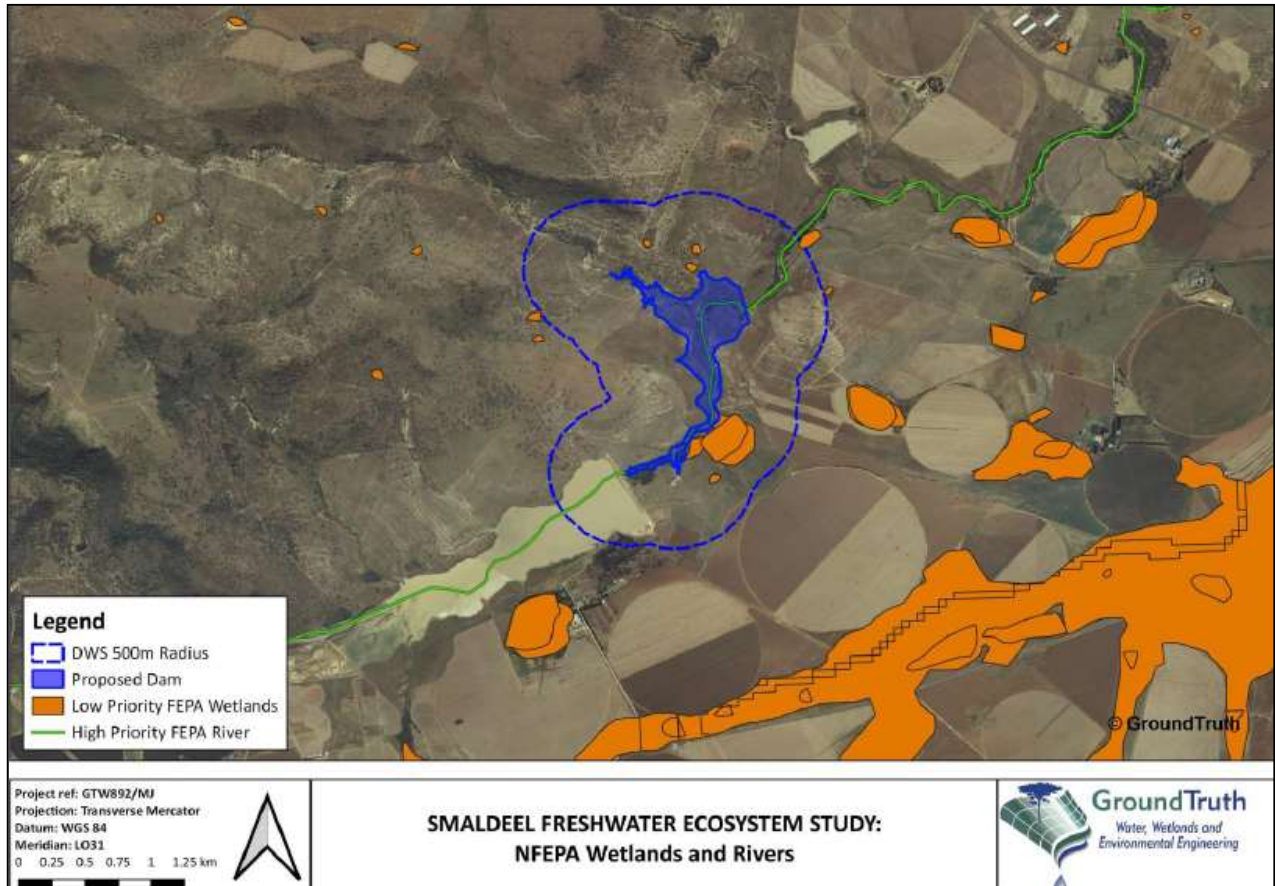 © GroundTruth
Legend
DWS 500m Radius
Proposed Dam
Low Priority FEPA Wetlands
High Priority FEPA River
Project ref: GTW892/MJ
Projection: Transverse Mercator
Datum: WGS 84
Meridian: LO31
0 0.25 0.5 0.75 1 1.25 km
SMALDEEL FRESHWATER ECOSYSTEM STUDY:
NFEPA Wetlands and Rivers
GroundTruth
Water, Wetlands and
Environmental Engineering